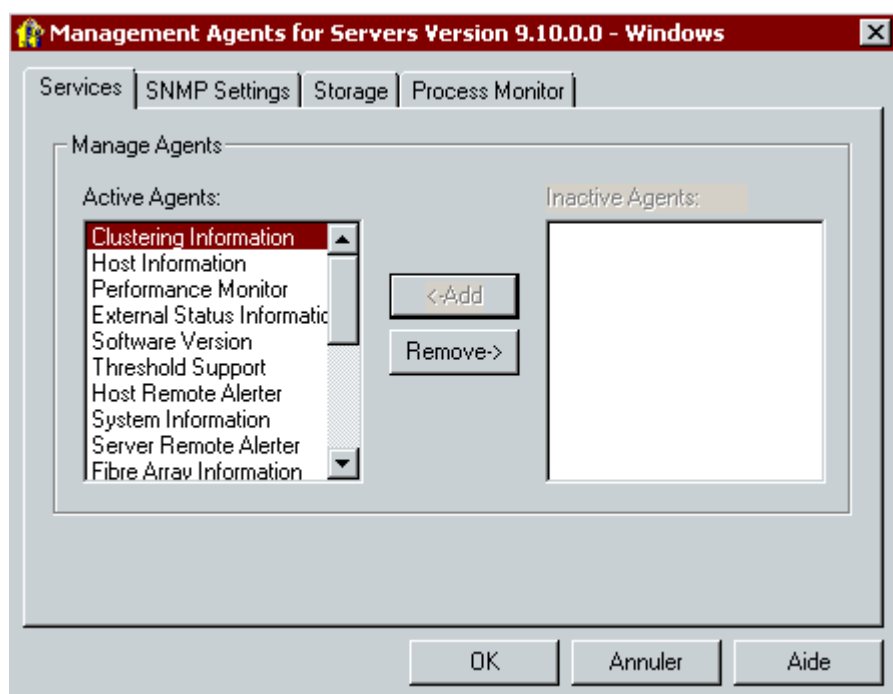 Management Agents for Servers Version 9.10.0.0 - Windows
Services SNMP Settings Storage Process Monitor
Manage Agents
Active Agents:
Inactive Agents:
Clustering Information
Host Information
Performance Monitor
External Status Informatic
Software Version
Threshold Support
Host Remote Alerter
System Information
Server Remote Alerter
Fibre Array Information
<-Add
Remove->
OK Annuler Aide